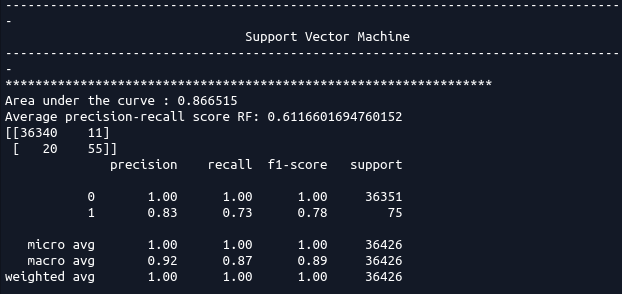 --------------------------------------------------------------------------------
-
Support Vector Machine
--------------------------------------------------------------------------------
-
*****************************************************************
Area under the curve : 0.866515
Average precision-recall score RF: 0.6116601694760152
[[36340    11]
 [   20    55]]
              precision    recall  f1-score   support

           0       1.00      1.00      1.00     36351
           1       0.83      0.73      0.78        75

   micro avg       1.00      1.00      1.00     36426
   macro avg       0.92      0.87      0.89     36426
weighted avg       1.00      1.00      1.00     36426